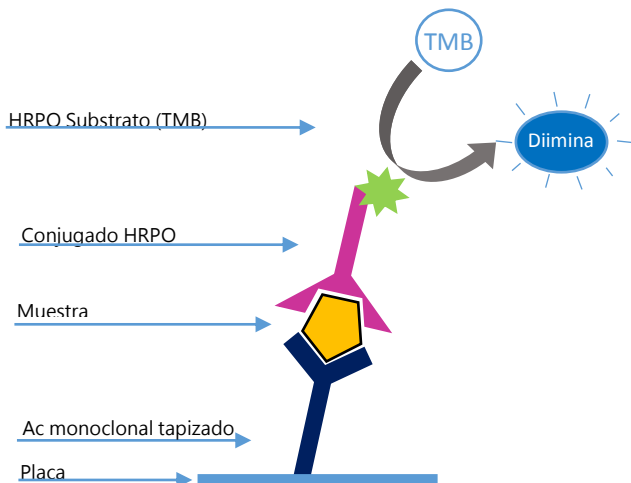 TMB
HRPO Substrato (TMB)
Diimina
Conjugado HRPO
Muestra
Ac monoclonal tapizado
Placa